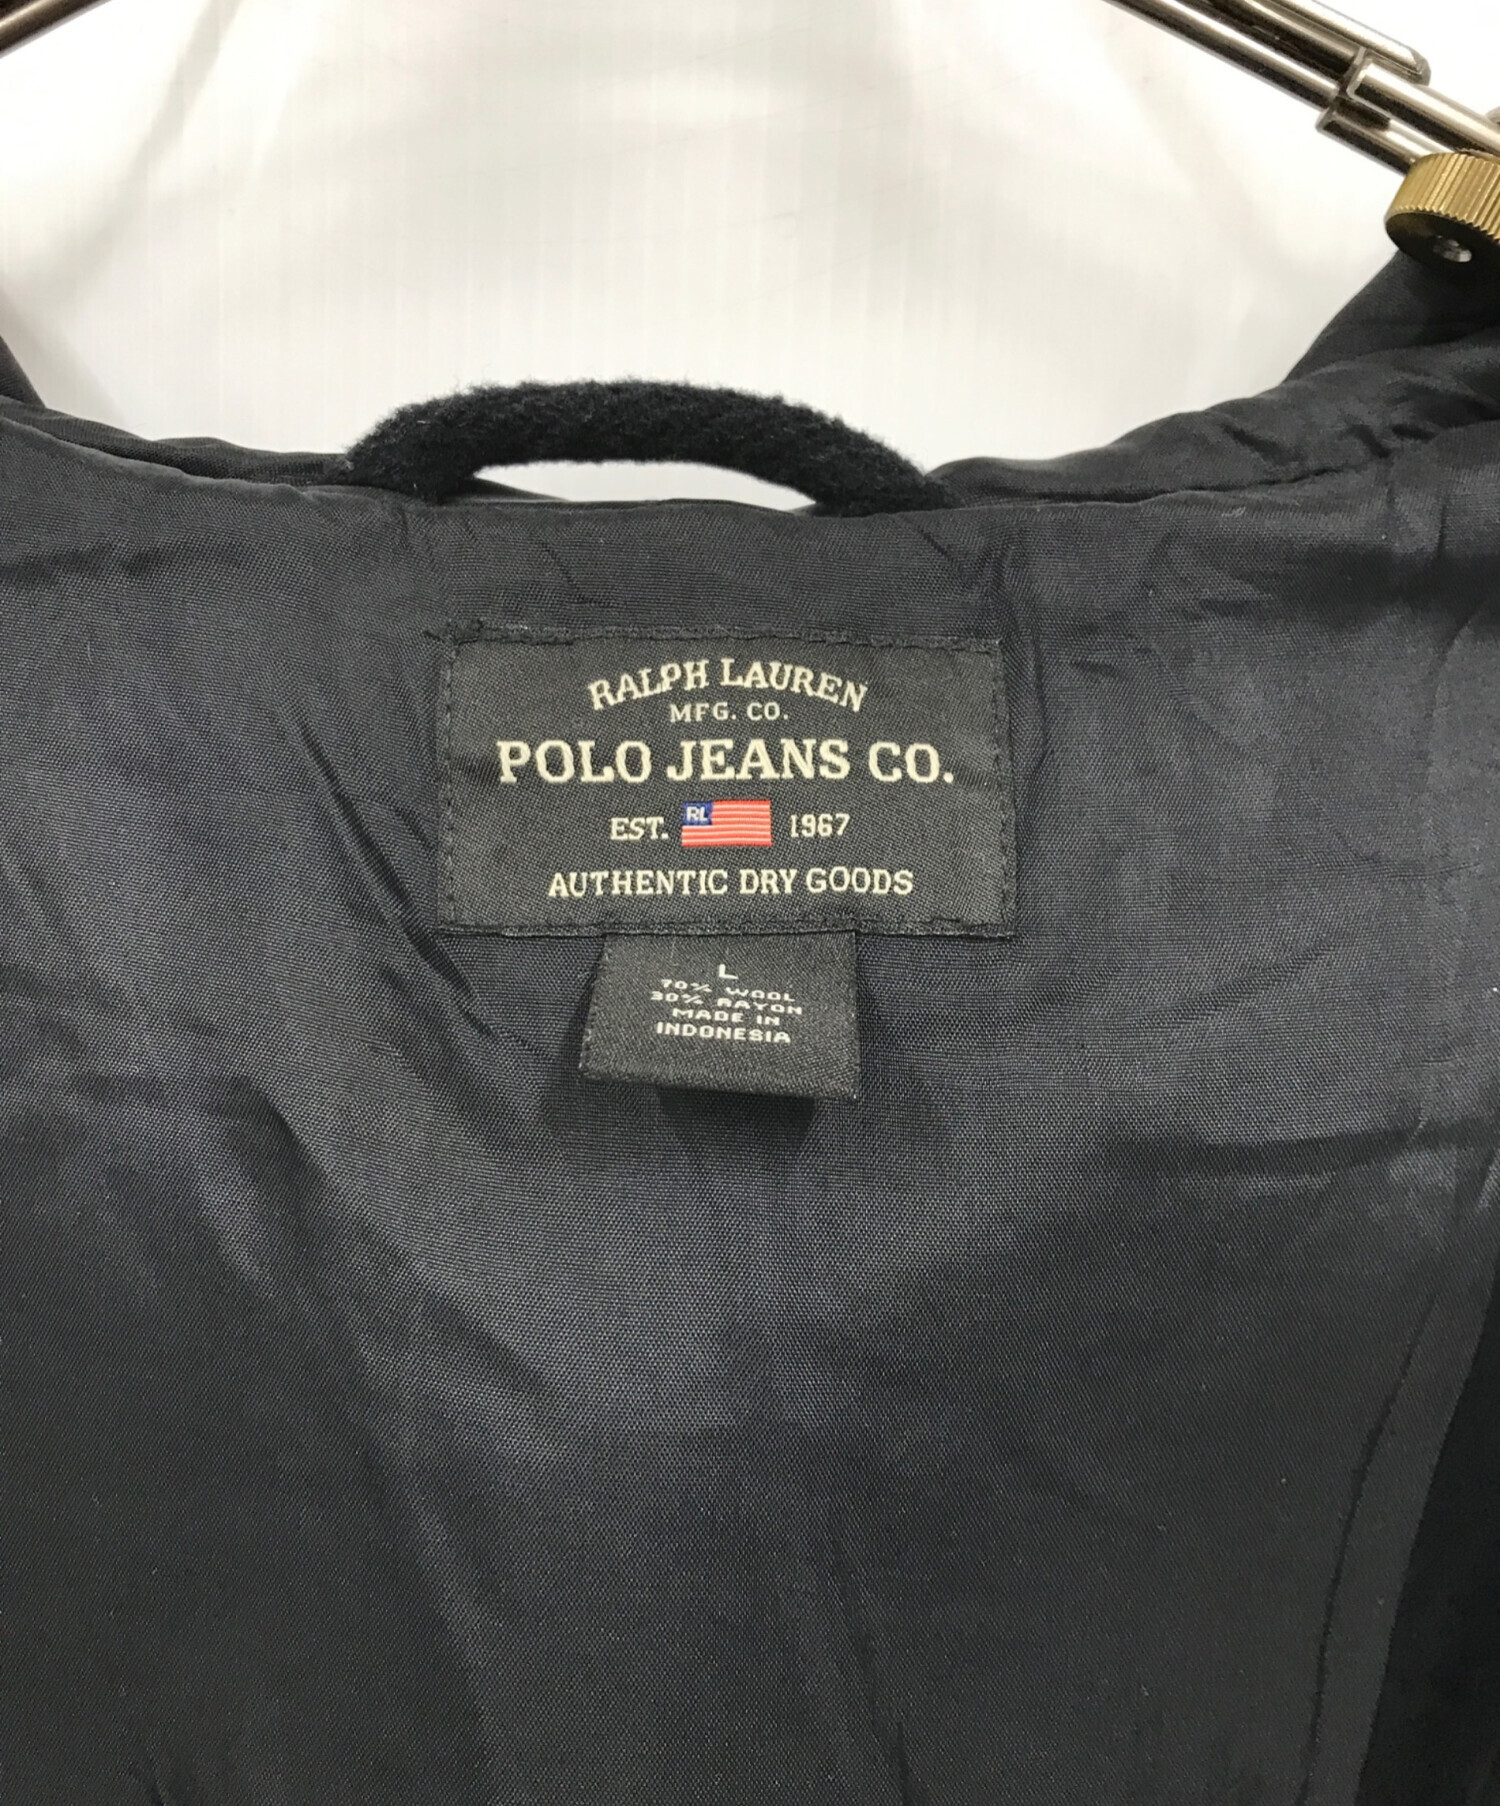 RALPH LAUREN
MFG. CO.
POLO JEANS CO.
EST. RL 1967
AUTHENTIC DRY GOODS
L
70% WOOL
30% RAYON
MADE IN
INDONESIA